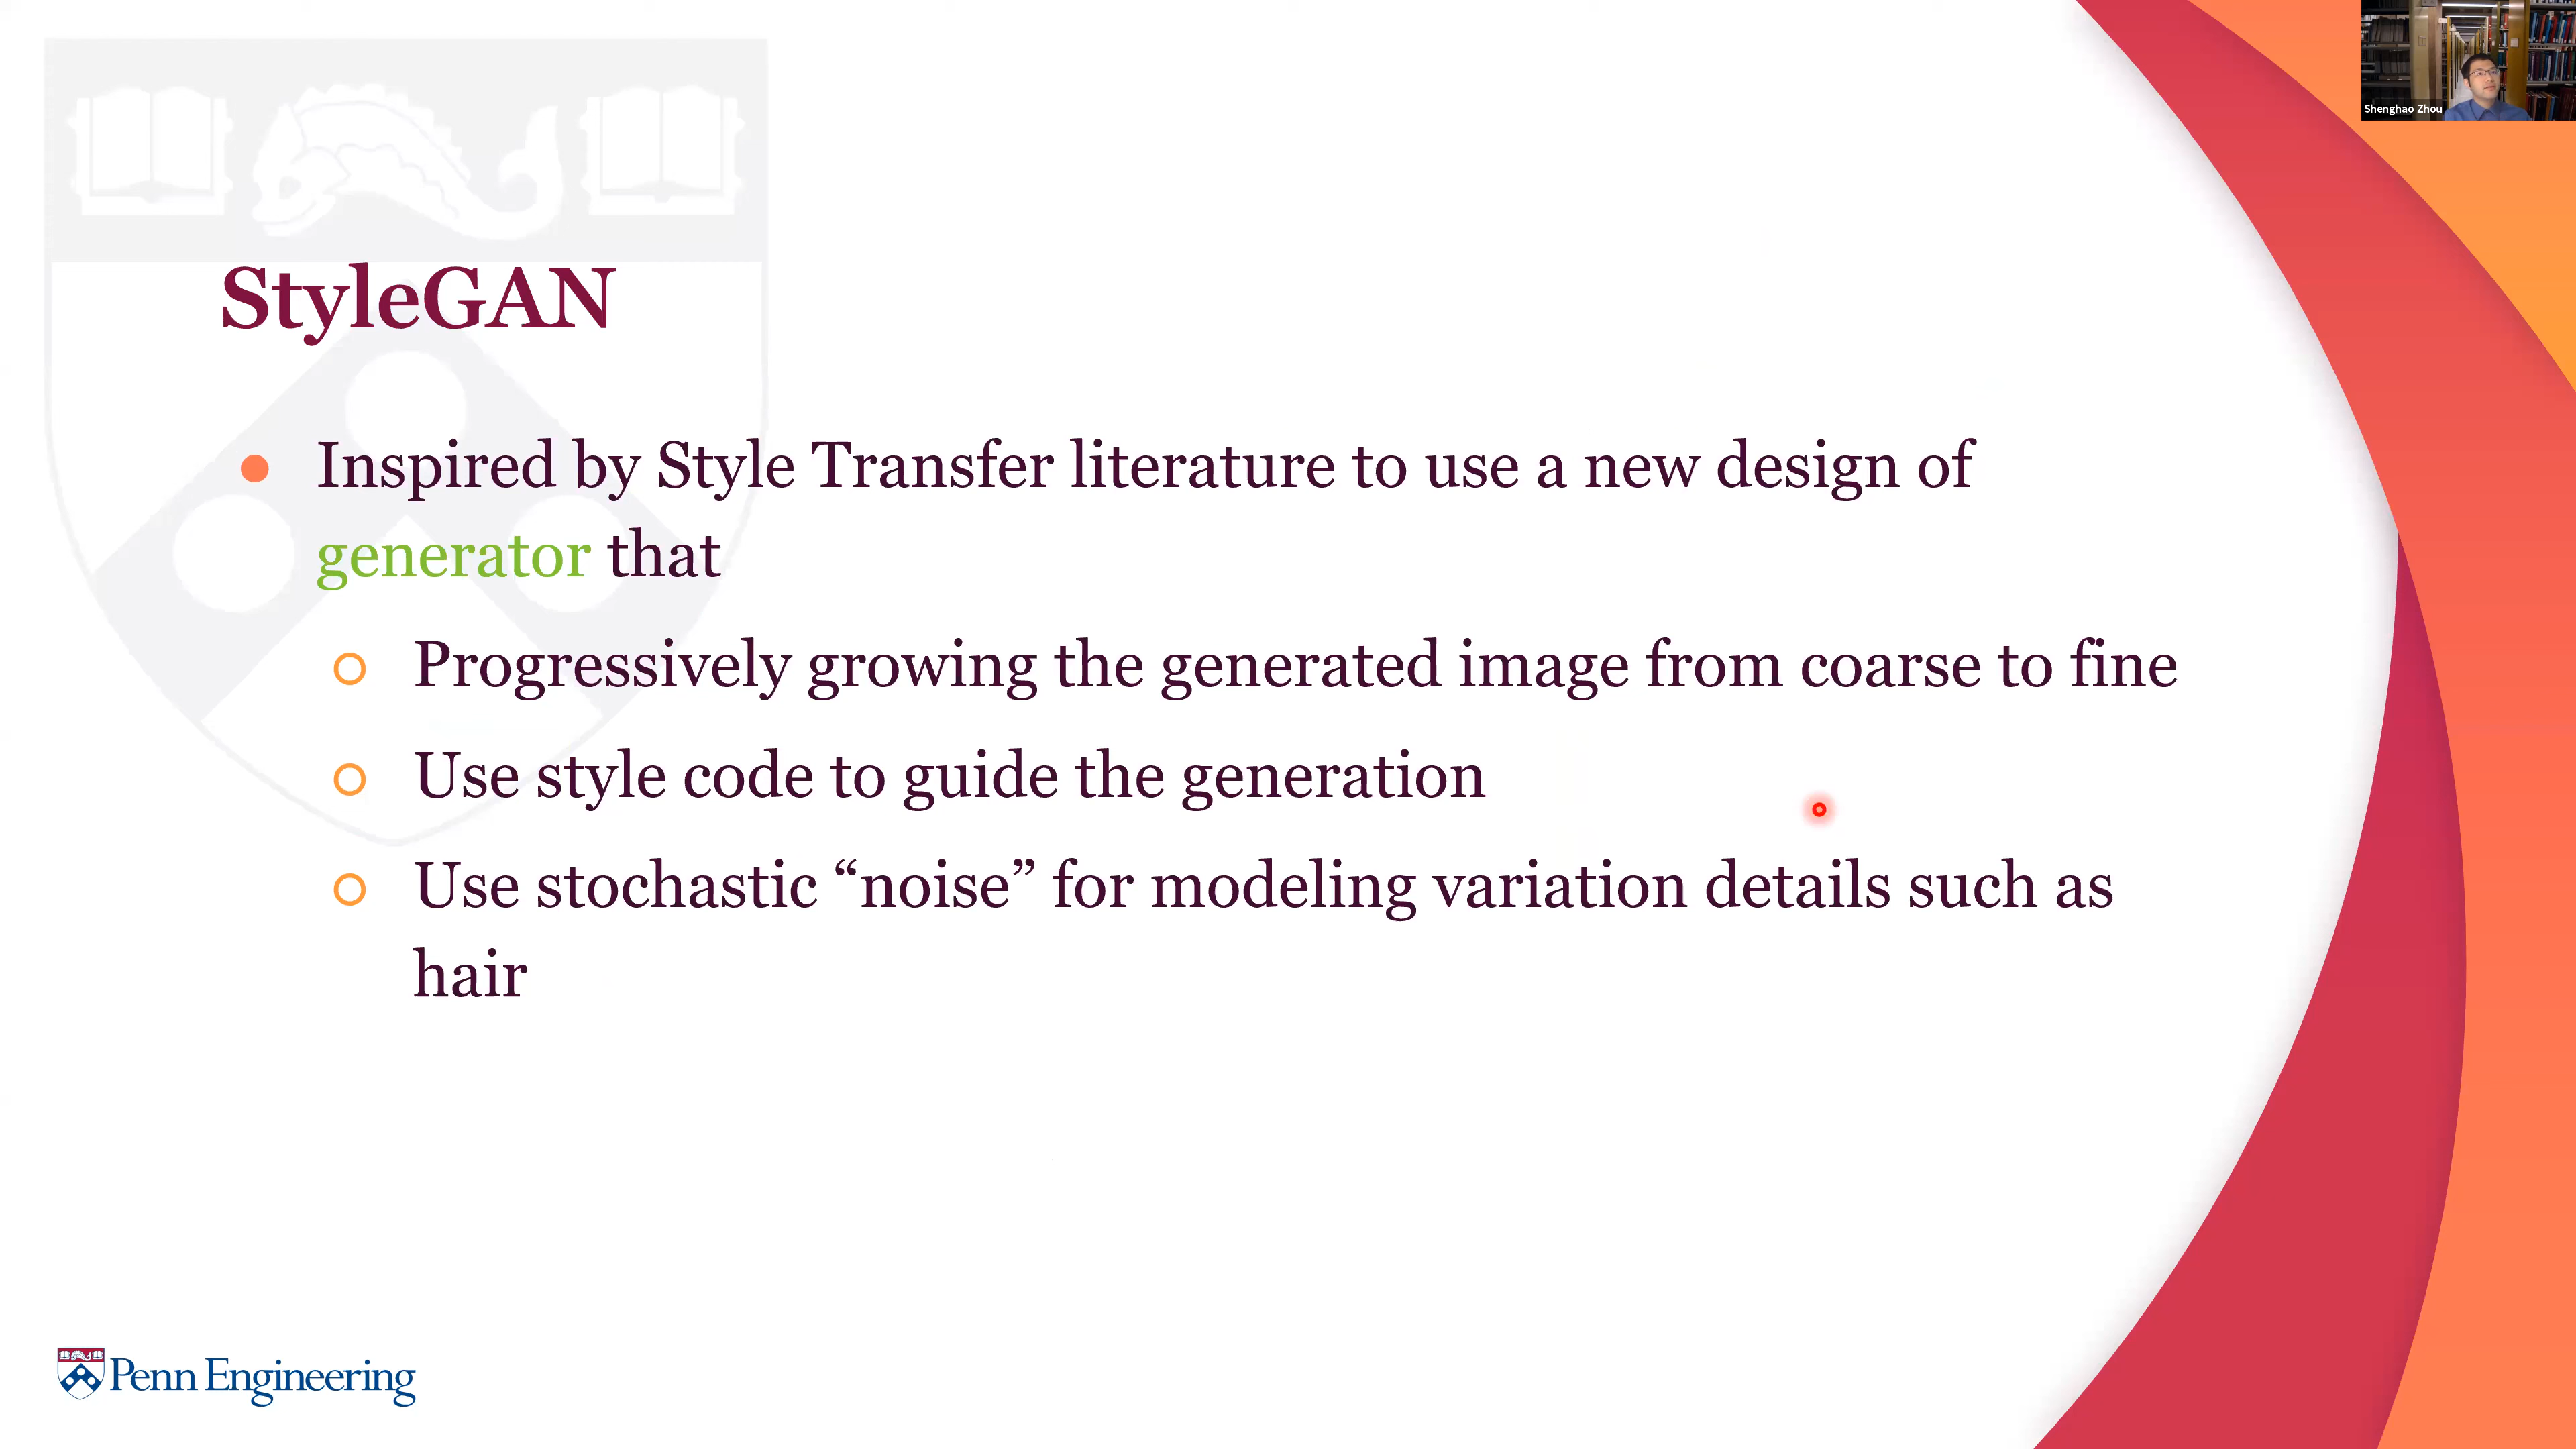 Shenghao Zhou
StyleGAN
Inspired by Style Transfer literature to use a new design of
generator that
Progressively growing the generated image from coarse to fine
Use style code to guide the generation
Use stochastic “noise” for modeling variation details such as
hair
Penn Engineering